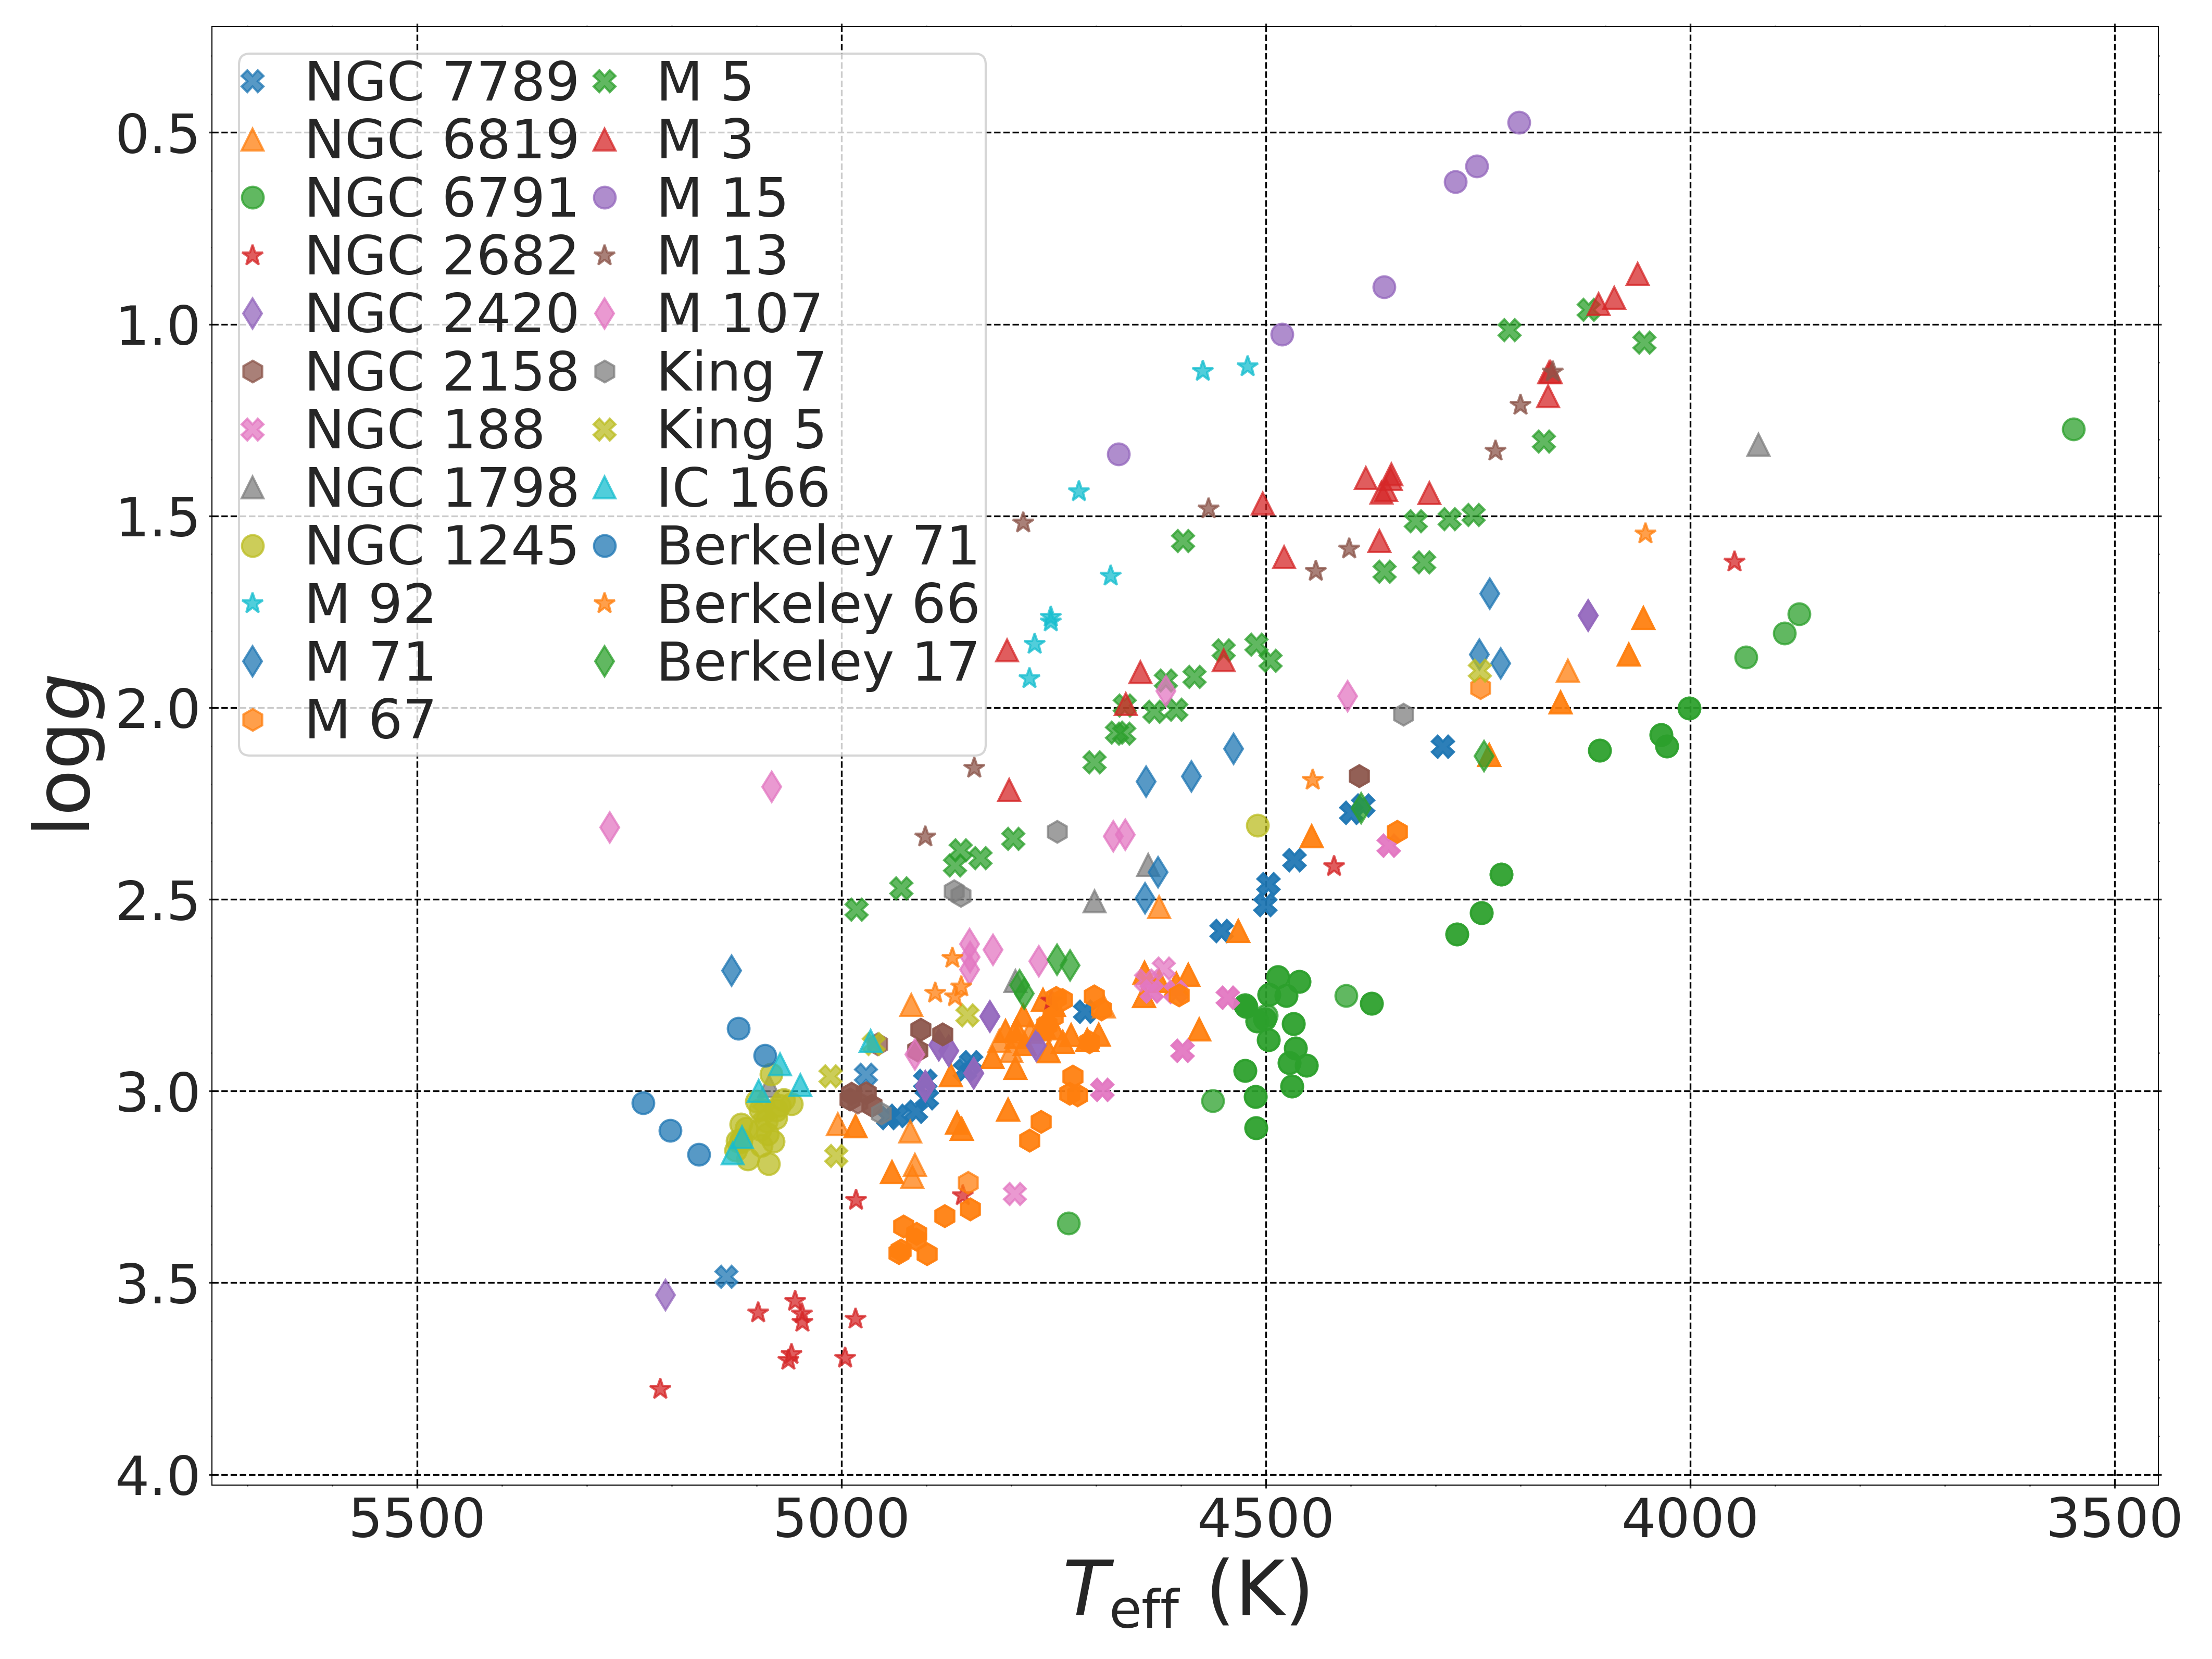 NGC 7789
NGC 6819
NGC 6791
NGC 2682
NGC 2420
NGC 2158
NGC 188
NGC 1798
NGC 1245
M 92
M 71
M 67
M 5
M 3
M 15
M 13
M 107
King 7
King 5
IC 166
Berkeley 71
Berkeley 66
Berkeley 17
0.5
1.0
1.5
2.0
2.5
3.0
3.5
4.0
logg
5500
5000
4500
4000
3500
Teff (K)